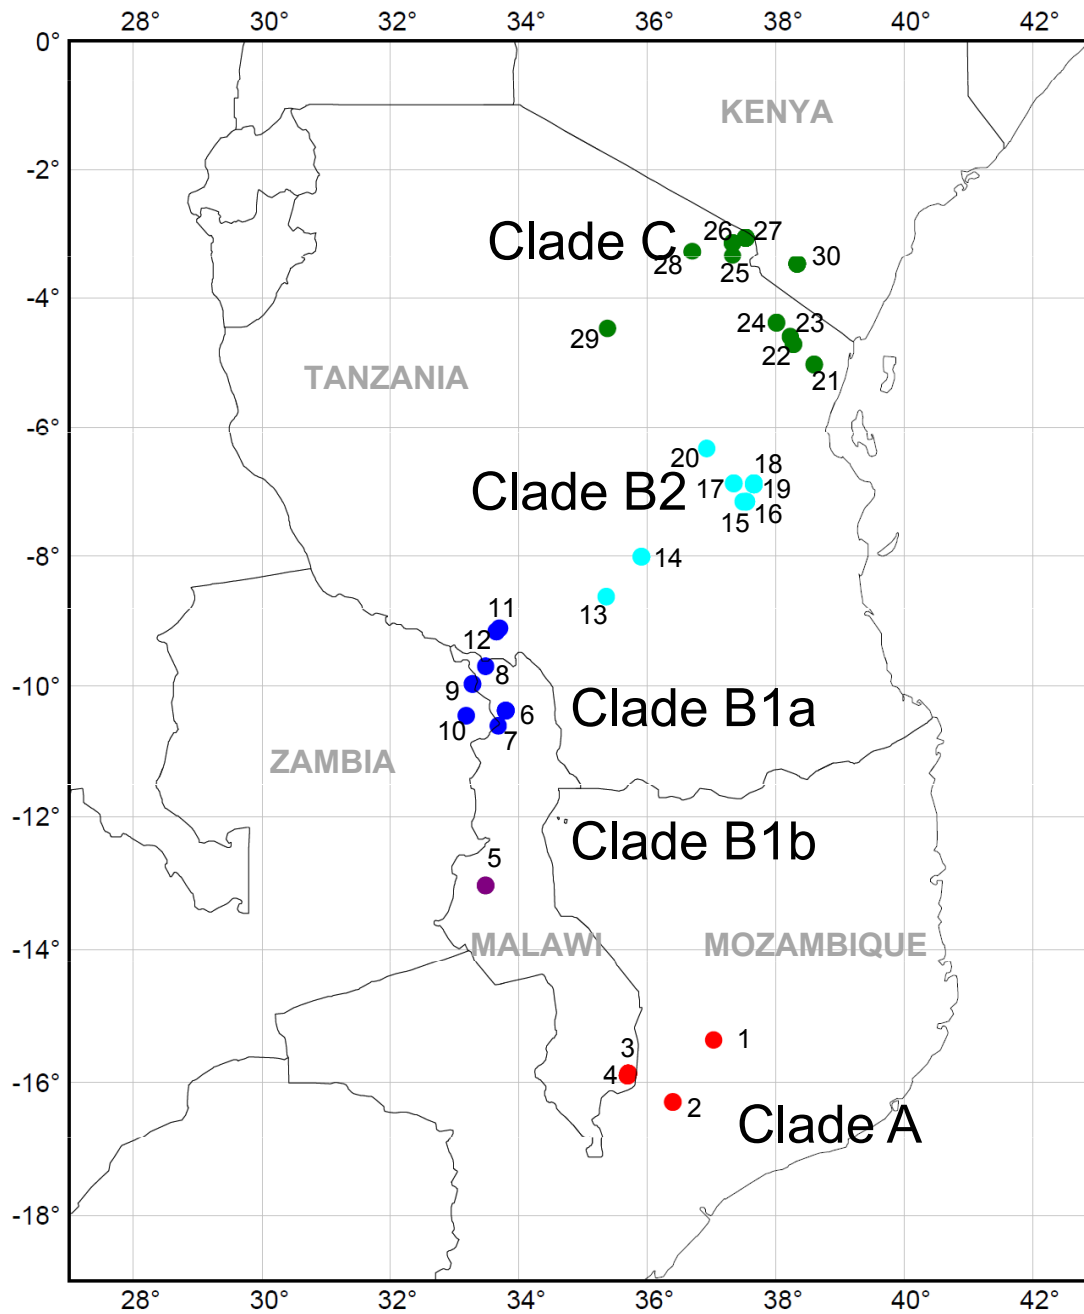 28° 30° 32° 34° 36° 38° 40° 42°
0°
KENYA
-2°
Clade C
26 27
28 25 30
-4°
24 23
29 22
TANZANIA 21
-6°
20 18
Clade B2 17 19
15 16
-8°
14
13
11
12
8
-10° 9
Clade B1a
10 6
7
ZAMBIA
-12°
Clade B1b
5
-14° MALAWI MOZAMBIQUE
3 1
4
-16°
2 Clade A
-18°
28° 30° 32° 34° 36° 38° 40° 42°